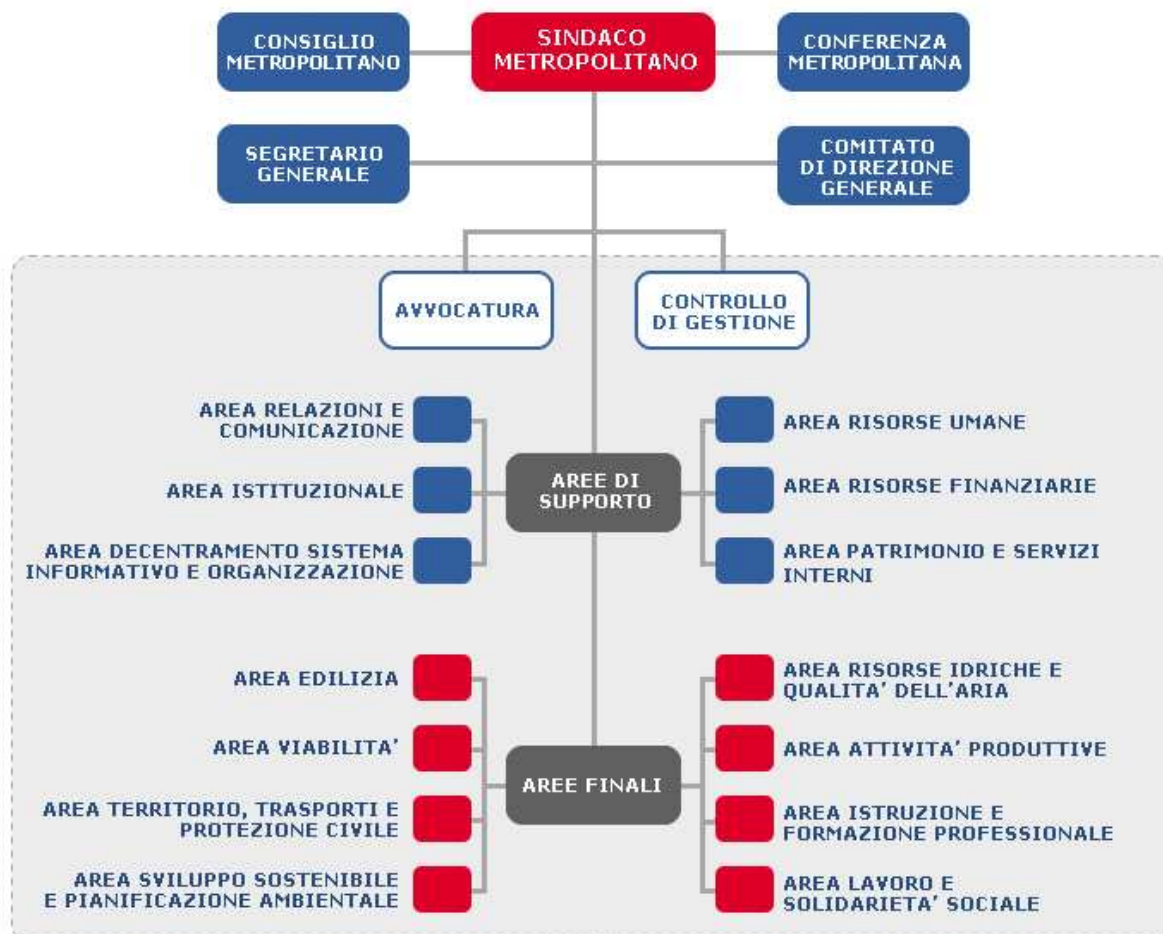 CONSIGLIO
METROPOLITANO
SINDACO
METROPOLITANO
CONFERENZA
METROPOLITANA
SEGRETARIO
GENERALE
COMITATO
DI DIREZIONE
GENERALE
AVVOCATURA
CONTROLLO
DI GESTIONE
AREA RELAZIONI E
COMUNICAZIONE
AREA ISTITUZIONALE
AREA DECENTRAMENTO SISTEMA
INFORMATIVO E ORGANIZZAZIONE
AREE DI
SUPPORTO
AREA RISORSE UMANE
AREA RISORSE FINANZIARIE
AREA PATRIMONIO E SERVIZI
INTERNI
AREA EDILIZIA
AREA VIABILITA'
AREA TERRITORIO, TRASPORTI E
PROTEZIONE CIVILE
AREA SVILUPPO SOSTENIBILE
E PIANIFICAZIONE AMBIENTALE
AREE FINALI
AREA RISORSE IDRICHE E
QUALITA' DELL'ARIA
AREA ATTIVITA' PRODUTTIVE
AREA ISTRUZIONE E
FORMAZIONE PROFESSIONALE
AREA LAVORO E
SOLIDARIETA' SOCIALE